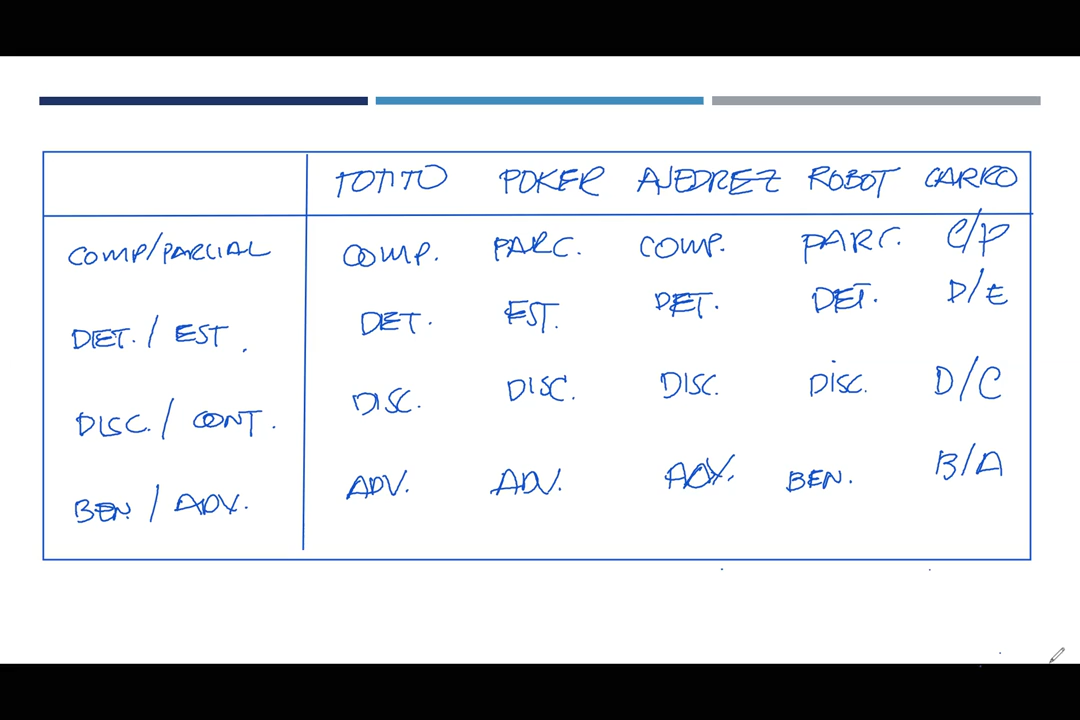 TOTITO POKER AJEDREZ ROBOT CARRO
COMP/PARCIAL COMP. PARC. COMP. PARC. C/P
DET. / EST. DET. EST. DET. DET. D/E
DISC. / CONT. DISC. DISC. DISC. DISC. D/C
BEN. / ADV. ADV. ADV. ADV. BEN. B/A